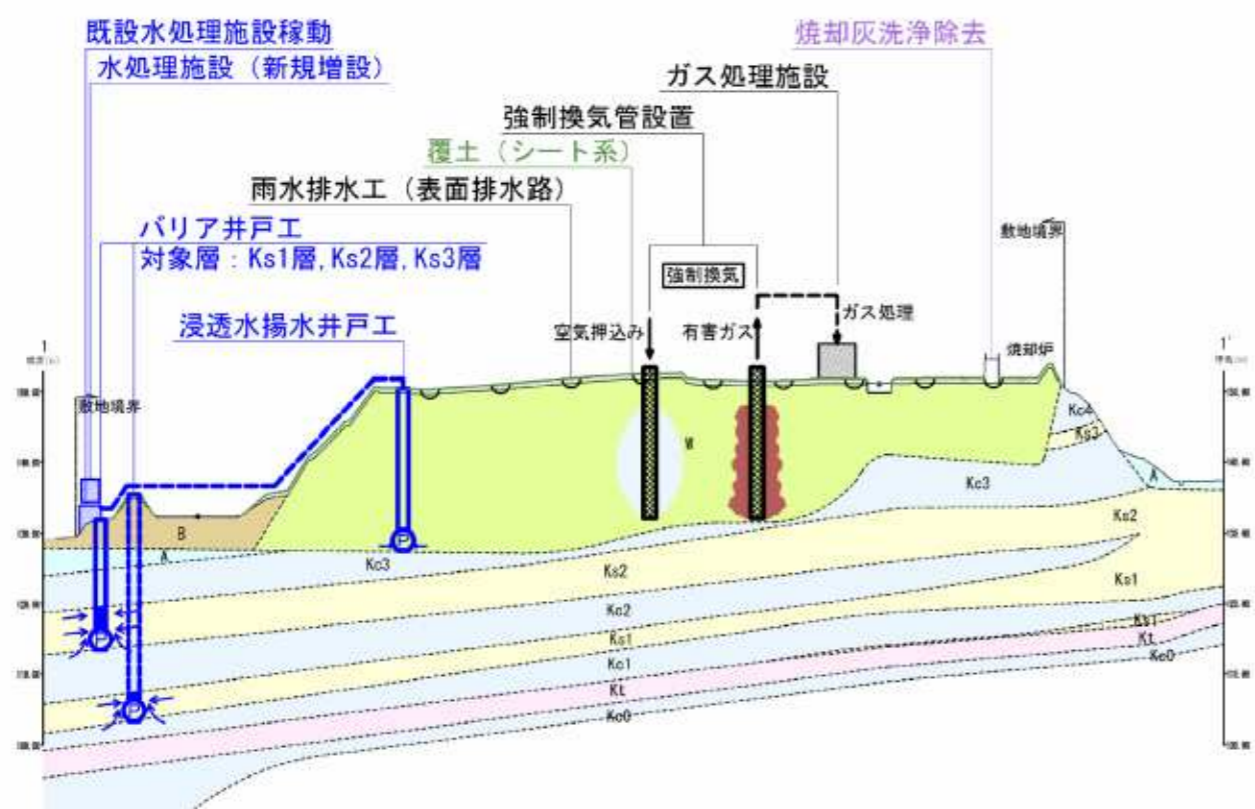 既設水処理施設稼動
水処理施設（新規増設）
焼却灰洗浄除去
ガス処理施設
強制換気管設置
覆土（シート系）
雨水排水工（表面排水路）
バリア井戸工
対象層：Ks1層,Ks2層,Ks3層
浸透水揚水井戸工
敷地境界
強制換気
空気押込み
有害ガス
ガス処理
焼却炉
1
1'
敷地境界
Kc4
Ks3
W
Kc3
A
B
P
Ks2
A
Kc3
Ks2
Ks1
Kc2
P
Ks1
Ks1
Kc1
Kt
Kt
Kc0
P
Kc0